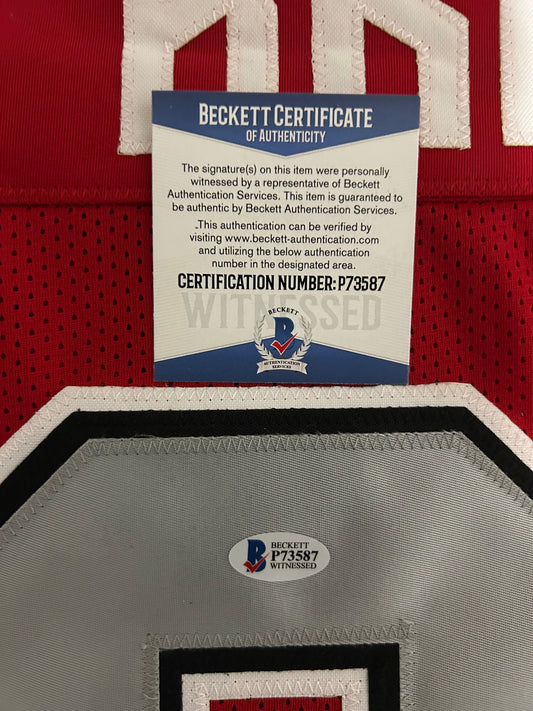 BECKETT CERTIFICATE
OF AUTHENTICITY
The signature(s) on this item were personally
witnessed by a representative of Beckett
Authentication Services. This item is guaranteed to
be authentic by Beckett Authentication Services.
This authentication can be verified by
visiting www.beckett-authentication.com
and utilizing the below authentication
number in the designated area.
CERTIFICATION NUMBER: P73587
WITNESSED
BECKETT
B
AUTHENTICATION
SERVICES
B
BECKETT
P73587
WITNESSED